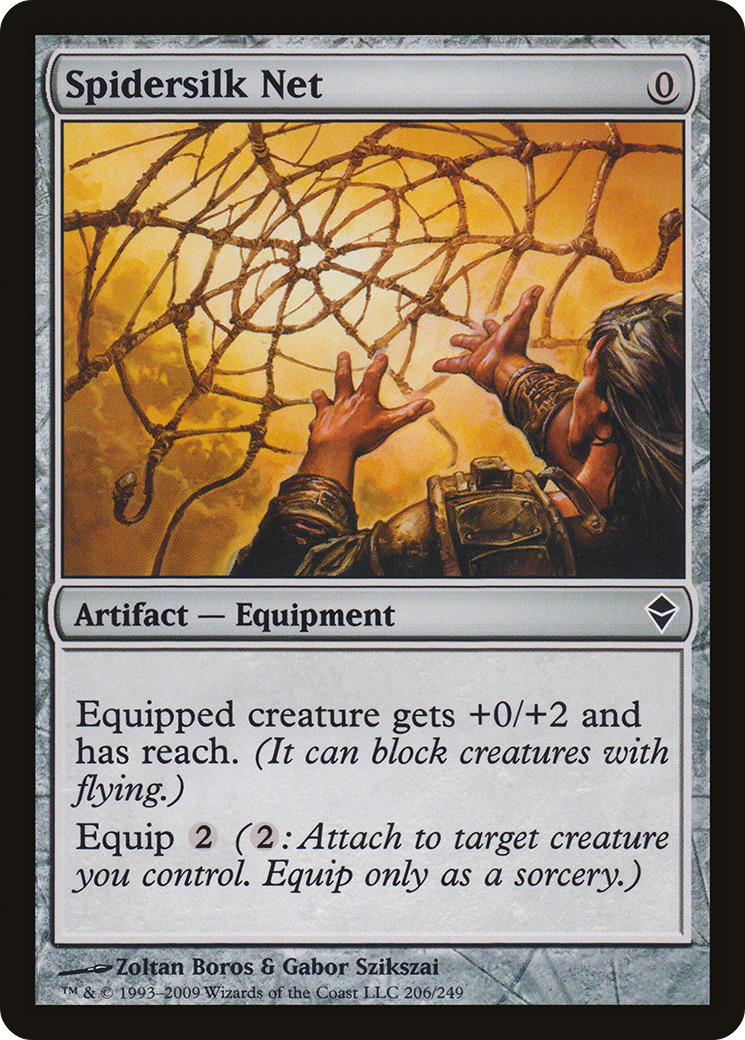 Spidersilk Net
0
Artifact — Equipment
Equipped creature gets +0/+2 and
has reach. (It can block creatures with
flying.)
Equip 2 (2: Attach to target creature
you control. Equip only as a sorcery.)
Zoltan Boros & Gabor Szikszai
™ & © 1993–2009 Wizards of the Coast LLC 206/249